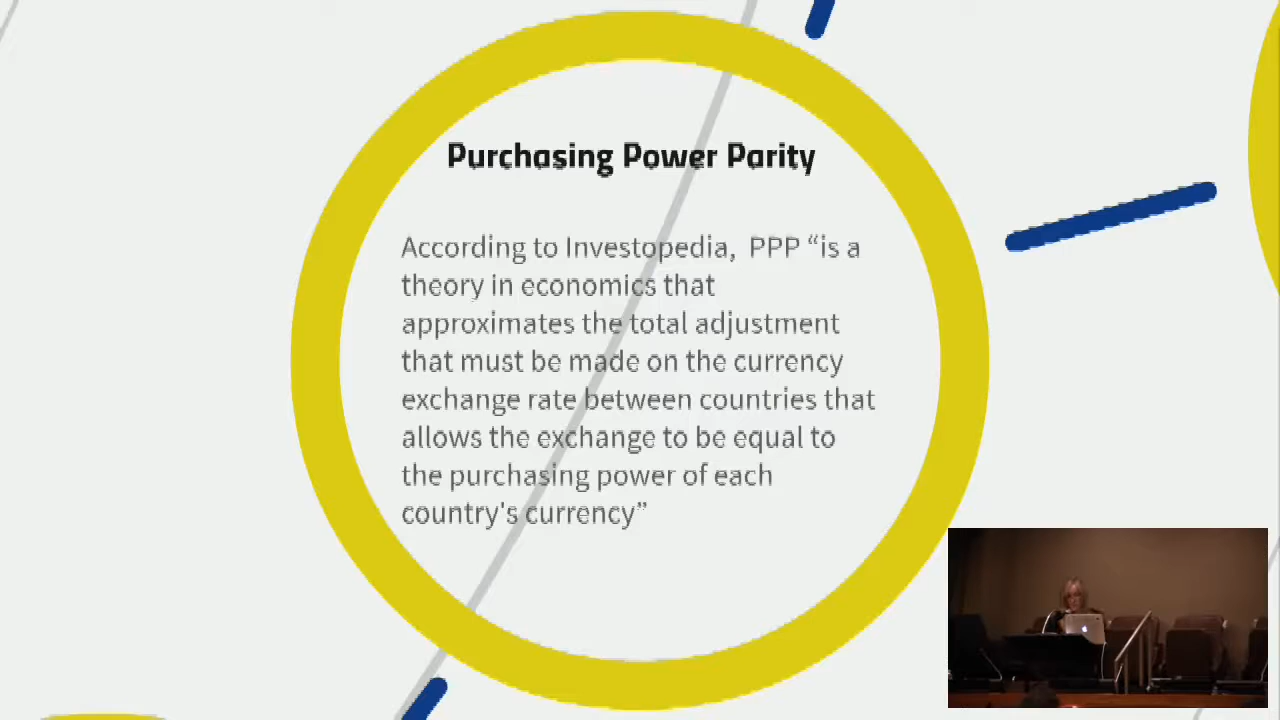 Purchasing Power Parity
According to Investopedia, PPP “is a
theory in economics that
approximates the total adjustment
that must be made on the currency
exchange rate between countries that
allows the exchange to be equal to
the purchasing power of each
country's currency”